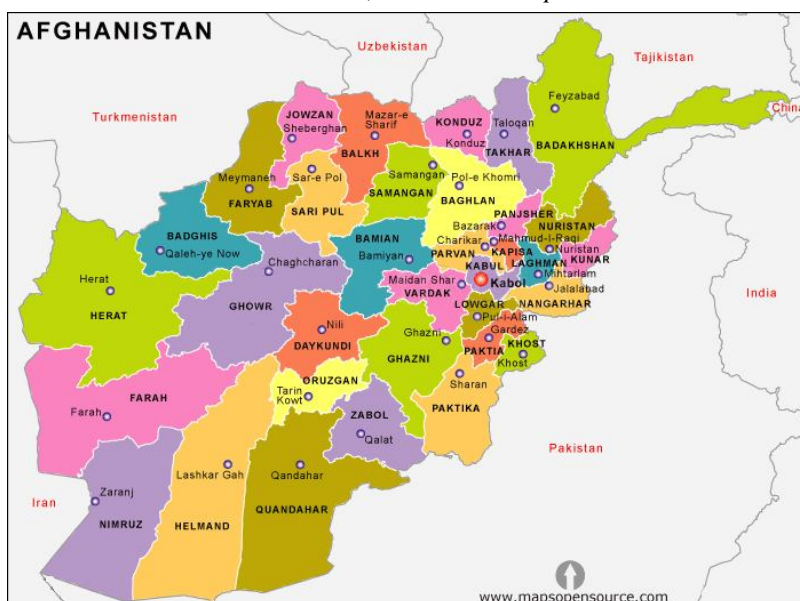 AFGHANISTAN
Uzbekistan
Tajikistan
Turkmenistan
China
JOWZAN
Sheberghan
Mazar-e
Sharif
BALKH
KONDUZ
Konduz
Taloqan
TAKHAR
Feyzabad
BADAKHSHAN
Meymaneh
FARYAB
Sar-e Pol
SARI PUL
Samangan
SAMANGAN
Pol-e Khomri
BAGHLAN
PANJSHER
Bazarak
NURISTAN
Nuristan
BADGHIS
Qaleh-ye Now
BAMIAN
Bamiyan
Charikar
Mahmud-i-Raqi
PARVAN
KAPISA
LAGHMAN
KUNAR
Mihtarlam
KABUL
Kabol
Jalalabad
NANGARHAR
Chaghcharan
GHOWR
Herat
HERAT
Maidan Shar
VARDAK
LOWGAR
Pul-i-Alam
Gardez
PAKTIA
KHOST
Khost
India
Nili
DAYKUNDI
Ghazni
GHAZNI
Sharan
PAKTIKA
FARAH
Farah
ORUZGAN
Tarin
Kowt
ZABOL
Qalat
Pakistan
Iran
Zaranj
NIMRUZ
Lashkar Gah
HELMAND
Qandahar
QUANDAHAR
www.mapsopensource.com